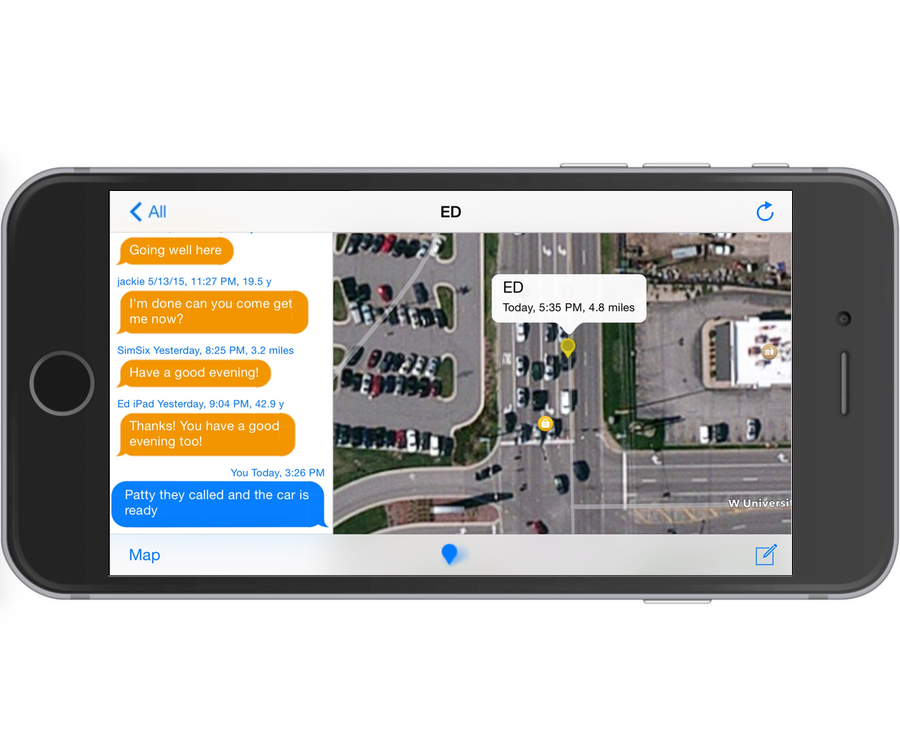 All
ED
Going well here
jackie 5/13/15, 11:27 PM, 19.5 y
I'm done can you come get
me now?
SimSix Yesterday, 8:25 PM, 3.2 miles
Have a good evening!
Ed iPad Yesterday, 9:04 PM, 42.9 y
Thanks! You have a good
evening too!
You Today, 3:26 PM
Patty they called and the car is
ready
ED
Today, 5:35 PM, 4.8 miles
W Universi
Map